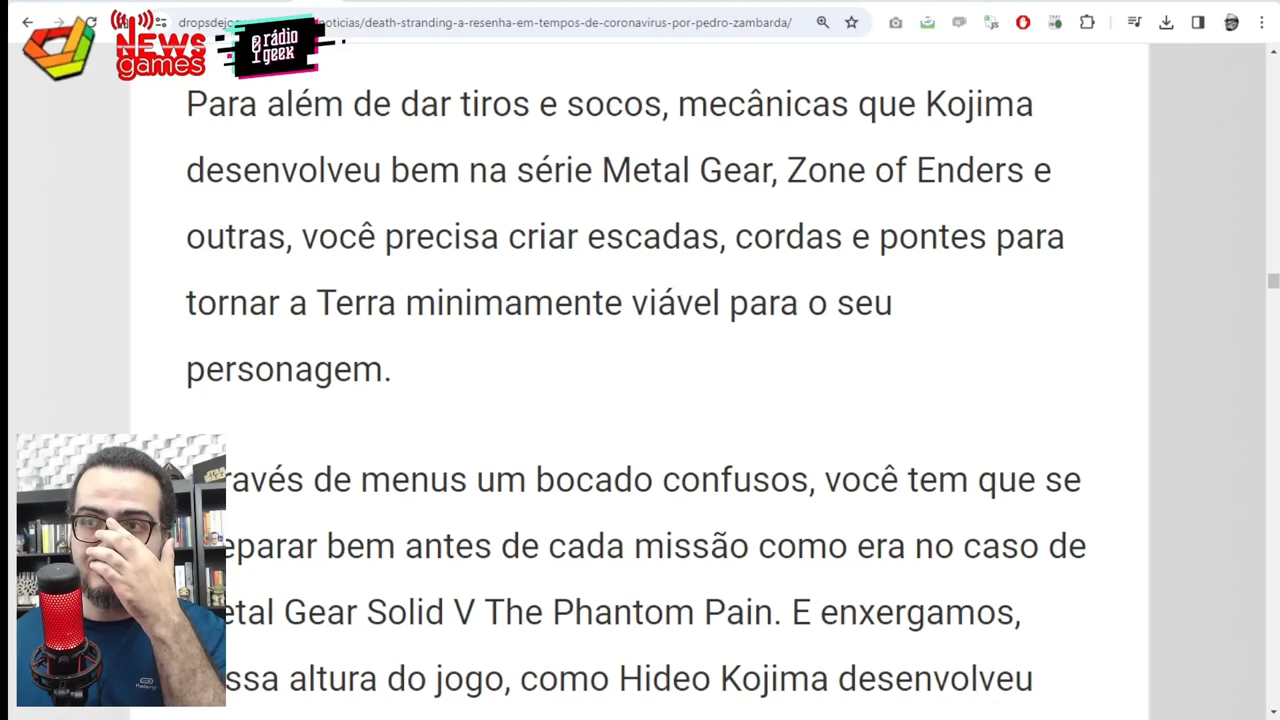 dropsdejo
noticias/death-stranding-a-resenha-em-tempos-de-coronavirus-por-pedro-zambarda/
NEWS
games
rádio
geek
Para além de dar tiros e socos, mecânicas que Kojima
desenvolveu bem na série Metal Gear, Zone of Enders e
outras, você precisa criar escadas, cordas e pontes para
tornar a Terra minimamente viável para o seu
personagem.
ravés de menus um bocado confusos, você tem que se
eparar bem antes de cada missão como era no caso de
etal Gear Solid V The Phantom Pain. E enxergamos,
ssa altura do jogo, como Hideo Kojima desenvolveu